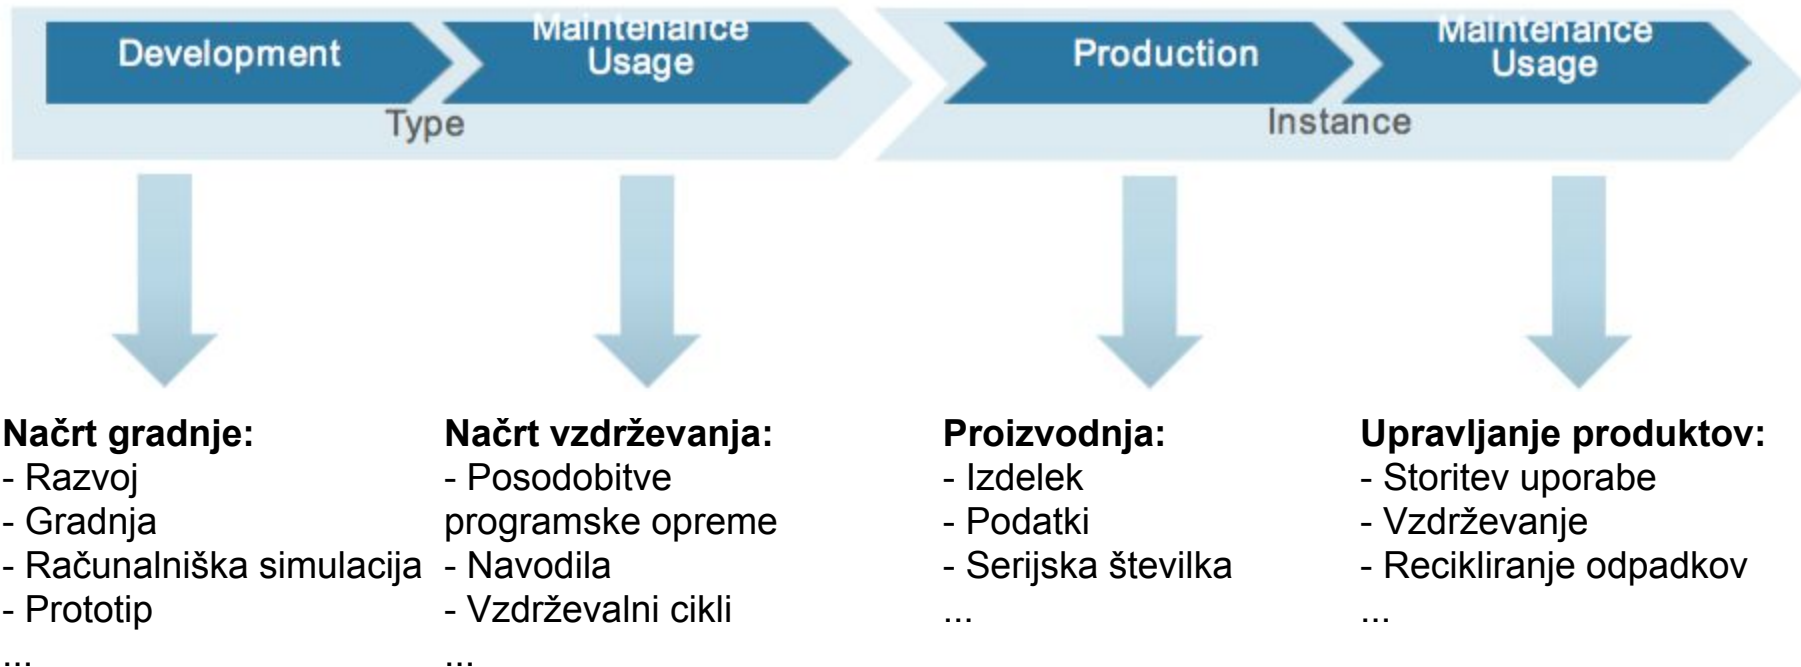 Development
Maintenance
Usage
Type
Production
Maintenance
Usage
Instance
Načrt gradnje:
- Razvoj
- Gradnja
- Računalniška simulacija
- Prototip
...
Načrt vzdrževanja:
- Posodobitve
programske opreme
- Navodila
- Vzdrževalni cikli
...
Proizvodnja:
- Izdelek
- Podatki
- Serijska številka
...
Upravljanje produktov:
- Storitev uporabe
- Vzdrževanje
- Recikliranje odpadkov
...